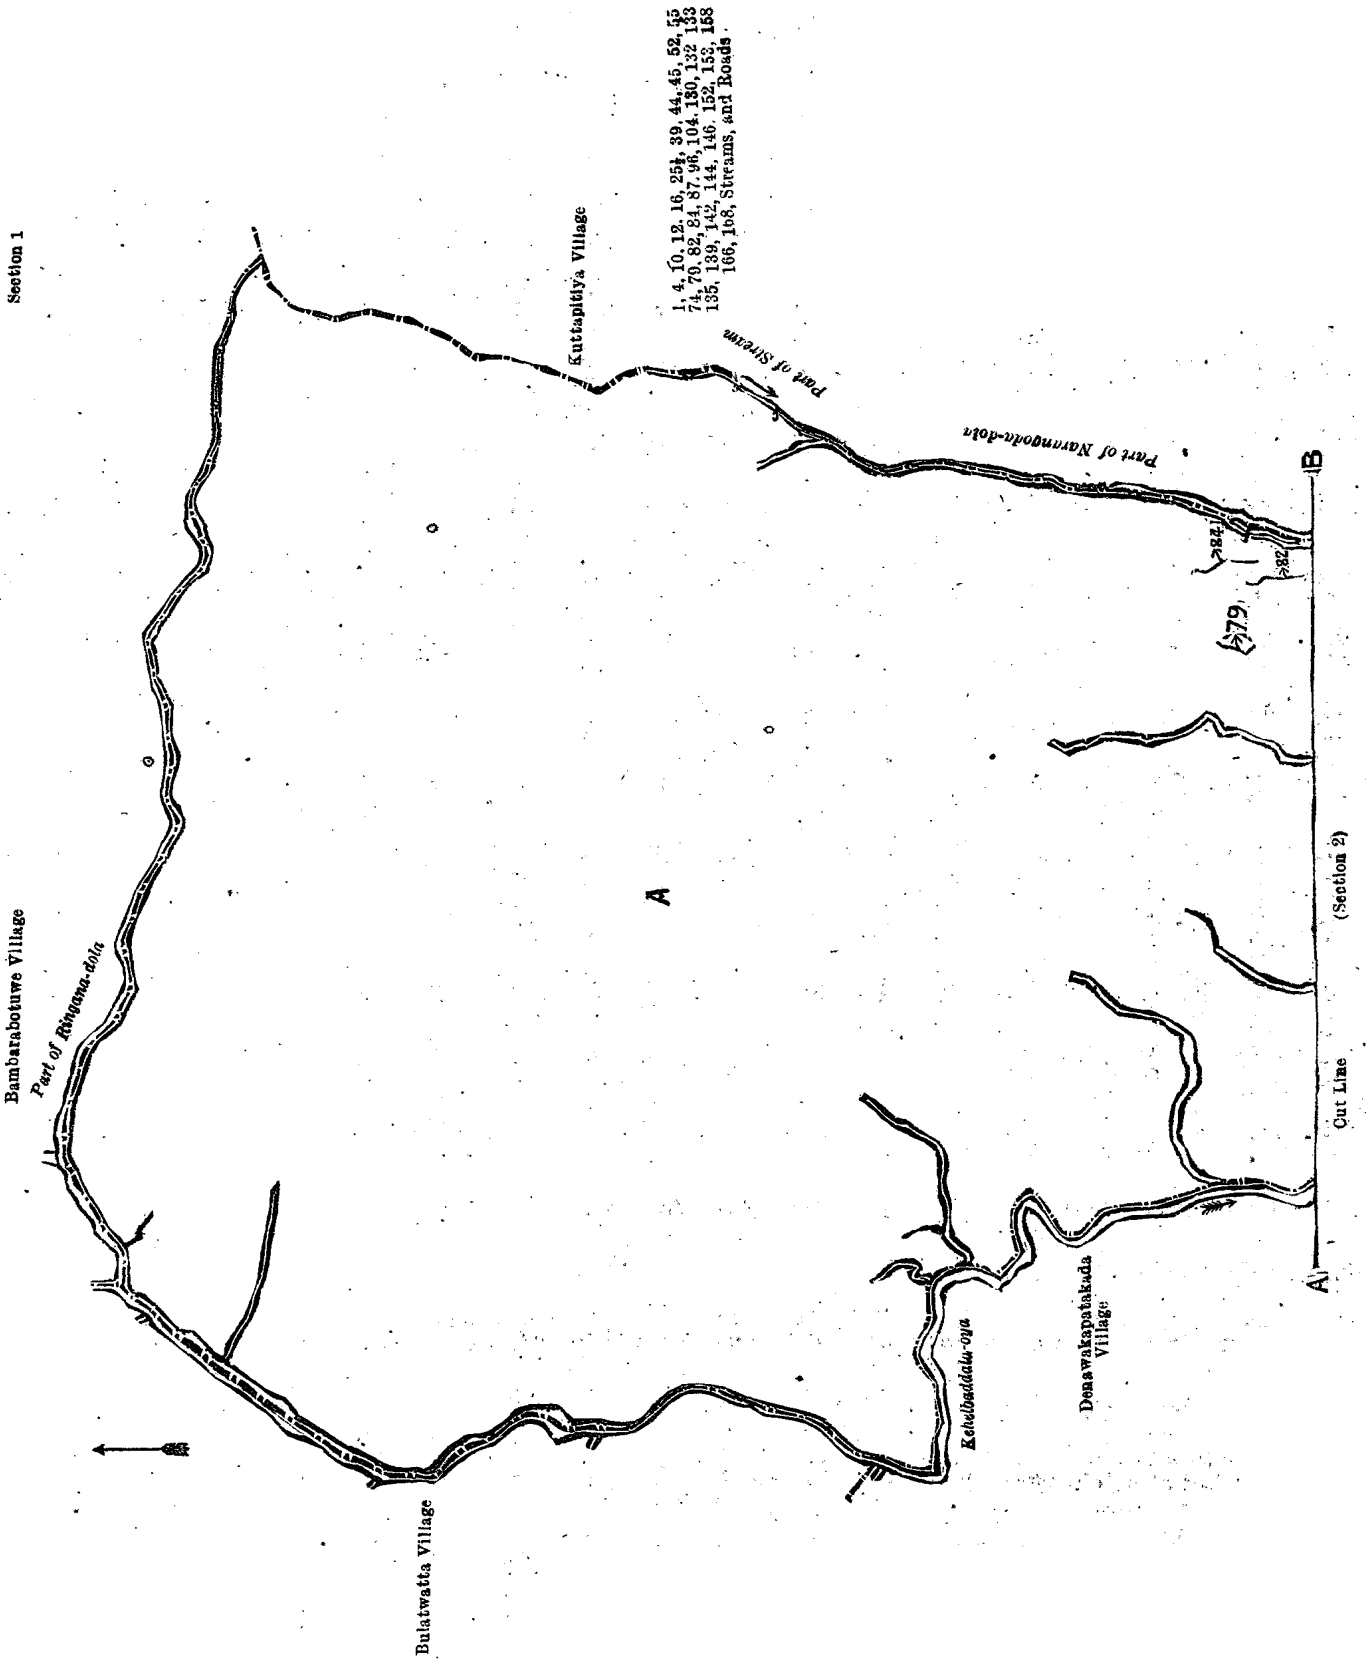 Section 1
Bambarabotuwe Village
Part of Ringana-dola
Kuttapitiya Village
1, 4, 10, 12, 16, 25½, 39, 44, 45, 52, 55
74, 79, 82, 84, 87, 96, 104, 130, 132, 133
135, 139, 142, 144, 146, 152, 153, 158
166, 168, Streams, and Roads
Part of Stream
Part of Narangoda-dola
A
Bulatwatta Village
Kehelbaddalu-oya
Denawakapatakada
Village
79
82
84
A
B
Cut Line
(Section 2)